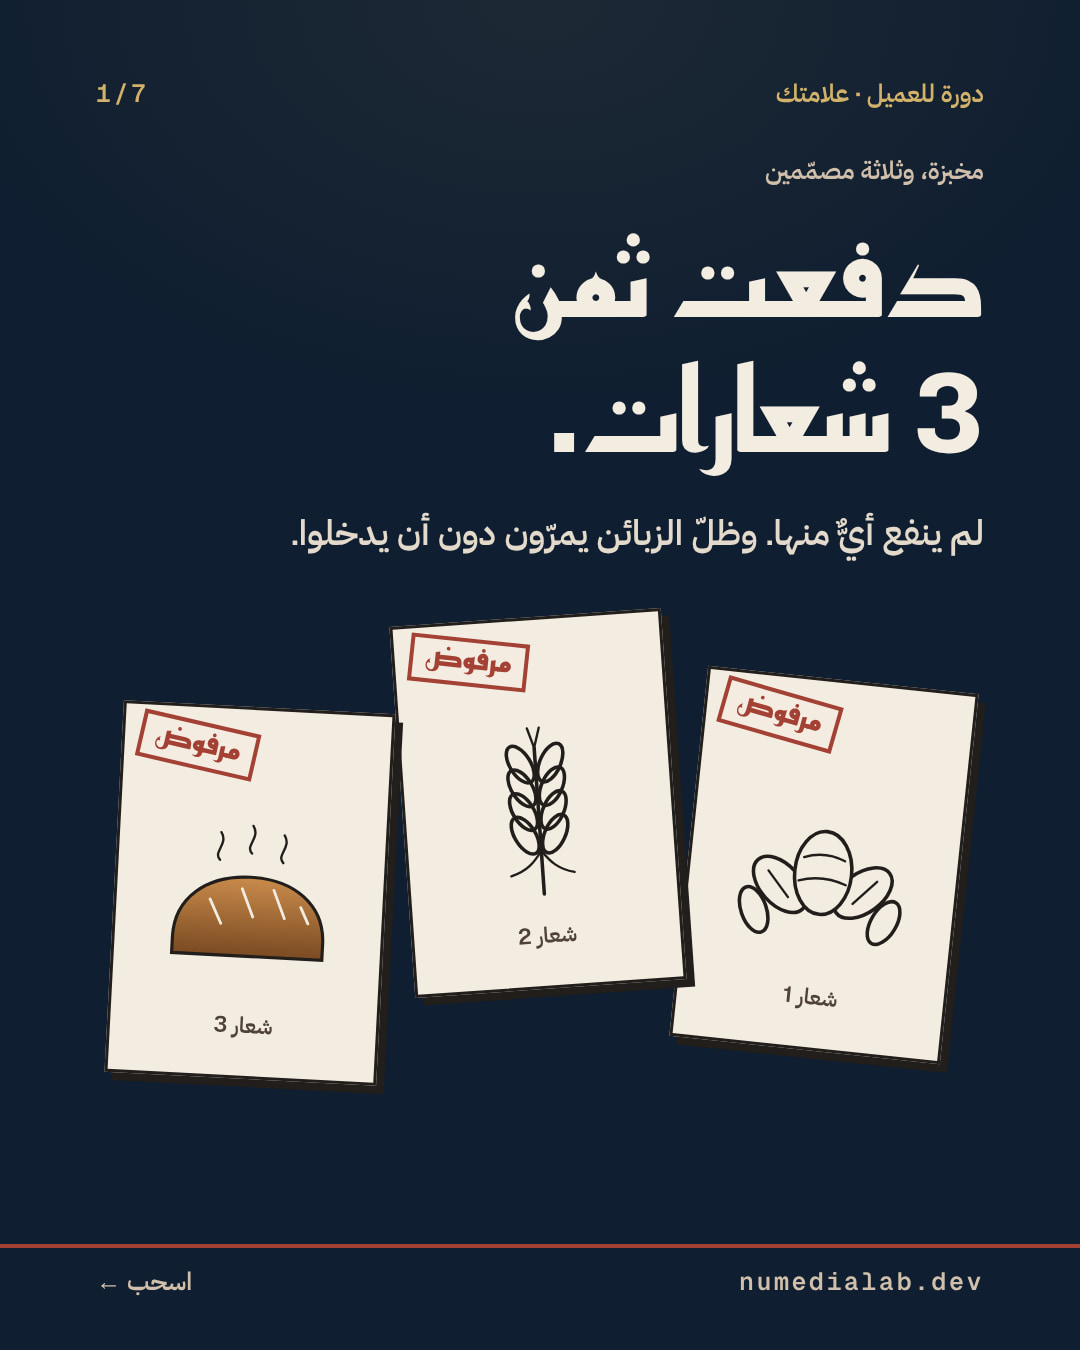 دورة للعميل · علامتك
1/7
مخبزة، وثلاثة مصمّمين
دفعت ثمن
3 شعارات.
لم ينفع أيٌّ منها. وظلّ الزبائن يمرّون دون أن يدخلوا.
مرفوض
شعار 1
مرفوض
شعار 2
مرفوض
شعار 3
numedialab.dev
اسحب ←